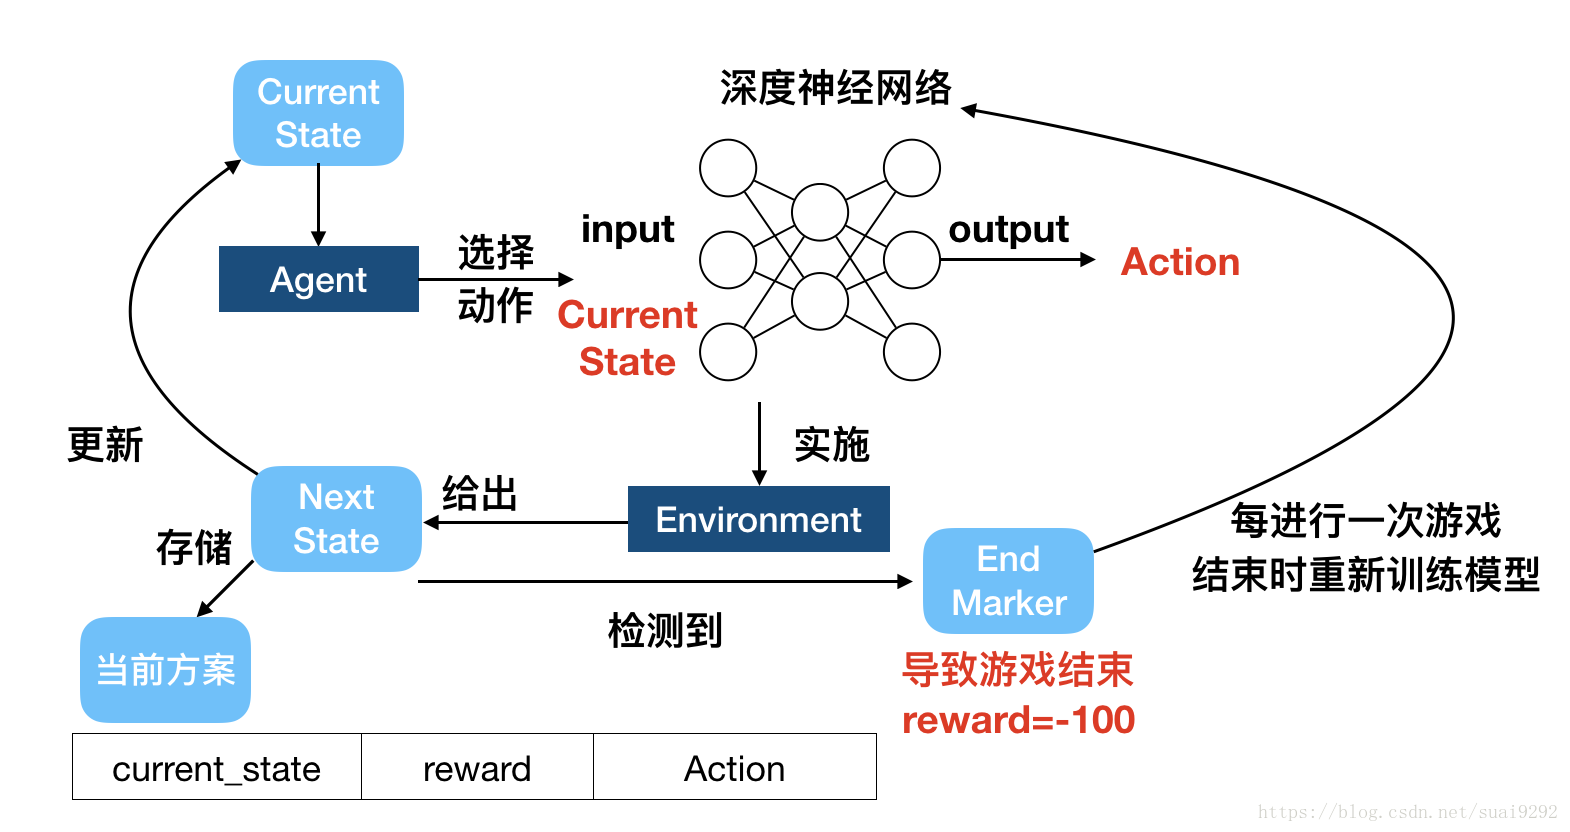 Current
State
深度神经网络
Agent
选择
动作
input
Current
State
output
Action
更新
实施
Next
State
给出
Environment
存储
End
Marker
每进行一次游戏
结束时重新训练模型
检测到
当前方案
导致游戏结束
reward=-100
current_state
reward
Action
https://blog.csdn.net/suai9292